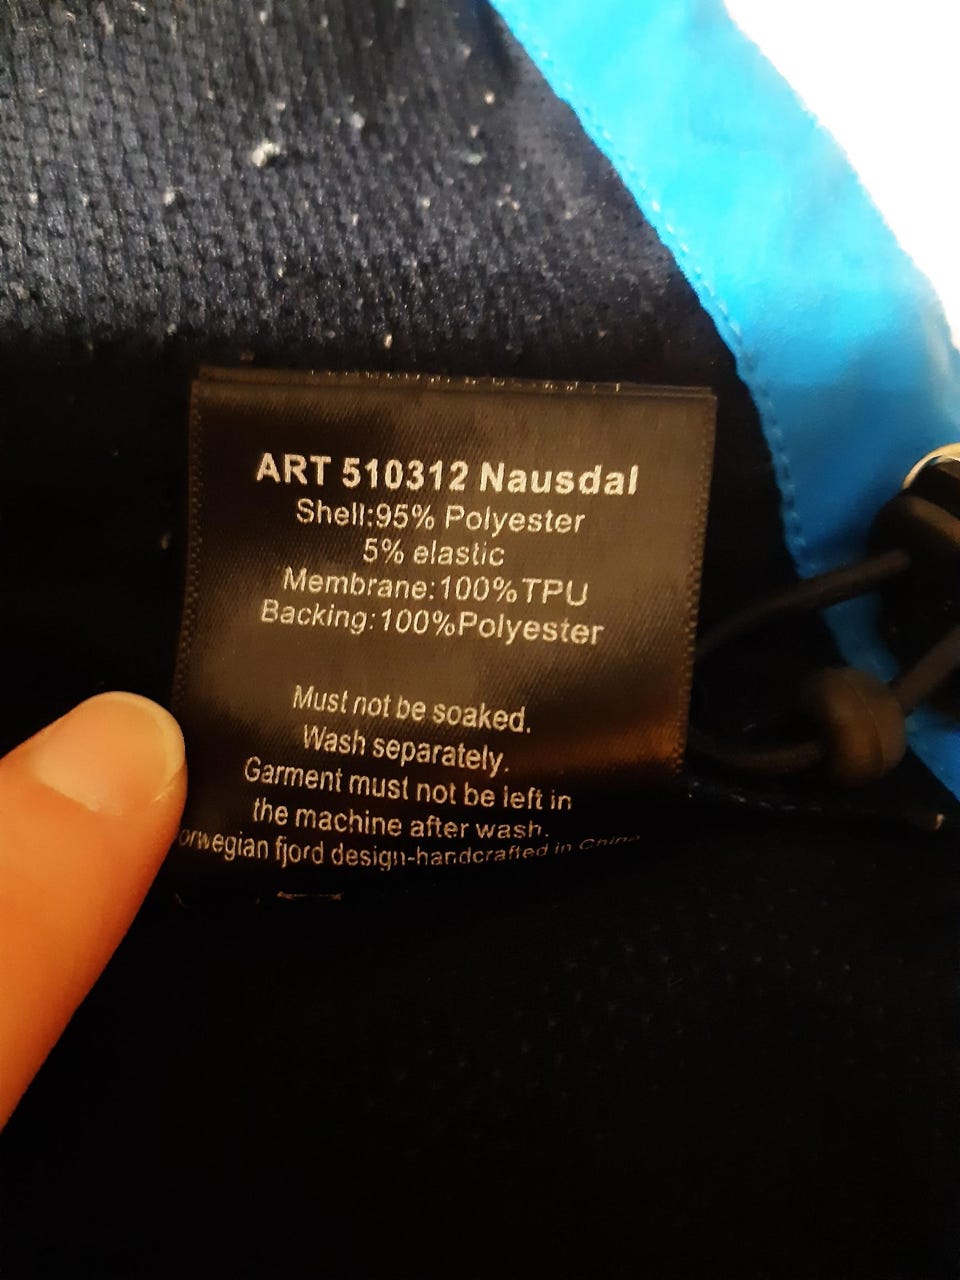 ART 510312 Nausdal
Shell:95% Polyester
5% elastic
Membrane:100%TPU
Backing:100%Polyester
Must not be soaked.
Wash separately.
Garment must not be left in
the machine after wash.
orwegian fjord design-handcrafted in China